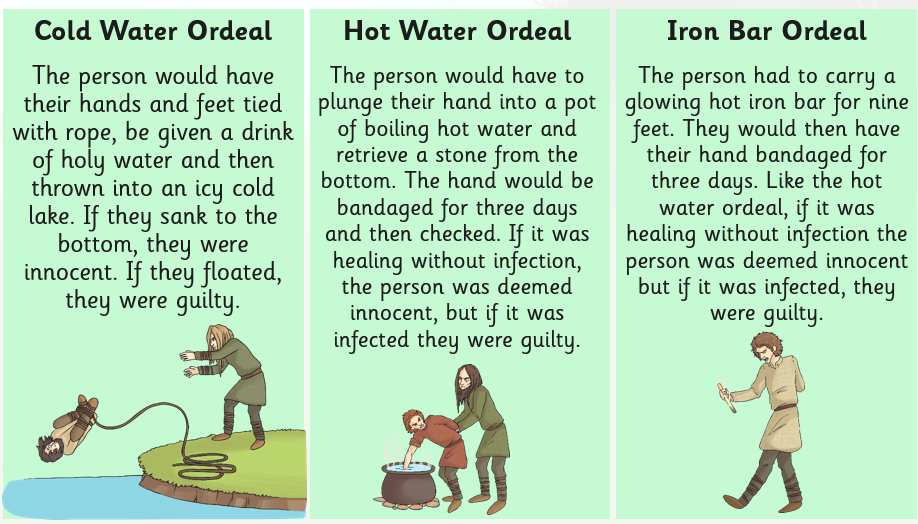 Cold Water Ordeal
The person would have
their hands and feet tied
with rope, be given a drink
of holy water and then
thrown into an icy cold
lake. If they sank to the
bottom, they were
innocent. If they floated,
they were guilty.
Hot Water Ordeal
The person would have to
plunge their hand into a pot
of boiling hot water and
retrieve a stone from the
bottom. The hand would be
bandaged for three days
and then checked. If it was
healing without infection,
the person was deemed
innocent, but if it was
infected they were guilty.
Iron Bar Ordeal
The person had to carry a
glowing hot iron bar for nine
feet. They would then have
their hand bandaged for
three days. Like the hot
water ordeal, if it was
healing without infection the
person was deemed innocent
but if it was infected, they
were guilty.